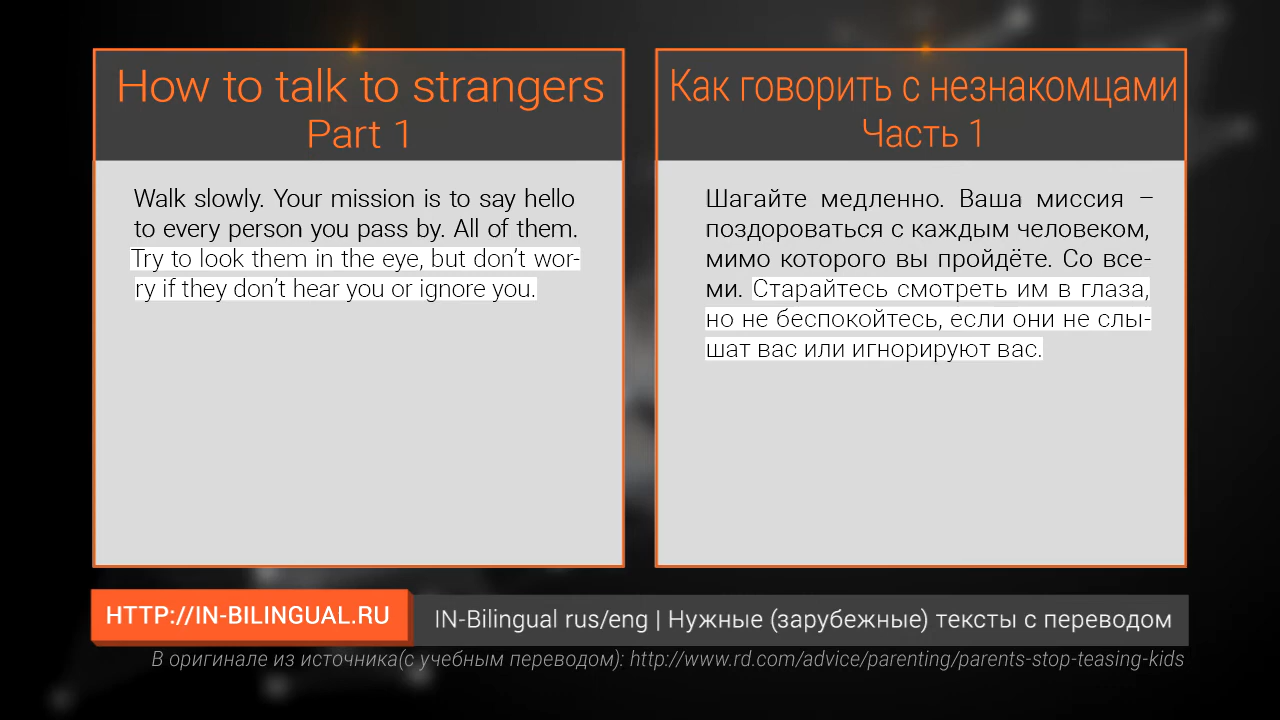 How to talk to strangers
Part 1
Walk slowly. Your mission is to say hello
to every person you pass by. All of them.
Try to look them in the eye, but don’t wor-
ry if they don’t hear you or ignore you.
Как говорить с незнакомцами
Часть 1
Шагайте медленно. Ваша миссия –
поздороваться с каждым человеком,
мимо которого вы пройдёте. Со все-
ми. Старайтесь смотреть им в глаза,
но не беспокойтесь, если они не слы-
шат вас или игнорируют вас.
HTTP://IN-BILINGUAL.RU
IN-Bilingual rus/eng | Нужные (зарубежные) тексты с переводом
В оригинале из источника(с учебным переводом): http://www.rd.com/advice/parenting/parents-stop-teasing-kids